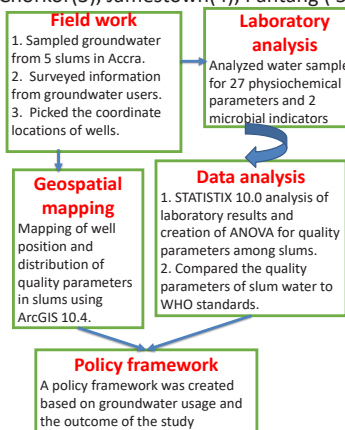 Field work
1. Sampled groundwater
from 5 slums in Accra.
2. Surveyed information
from groundwater users.
3. Picked the coordinate
locations of wells.
Laboratory
analysis
Analyzed water sample
for 27 physiochemical
parameters and 2
microbial indicators
Geospatial
mapping
Mapping of well
position and
distribution of
quality parameters
in slums using
ArcGIS 10.4.
Data analysis
1. STATISTIX 10.0 analysis of
laboratory results and
creation of ANOVA for quality
parameters among slums.
2. Compared the quality
parameters of slum water to
WHO standards.
Policy framework
A policy framework was created
based on groundwater usage and
the outcome of the study